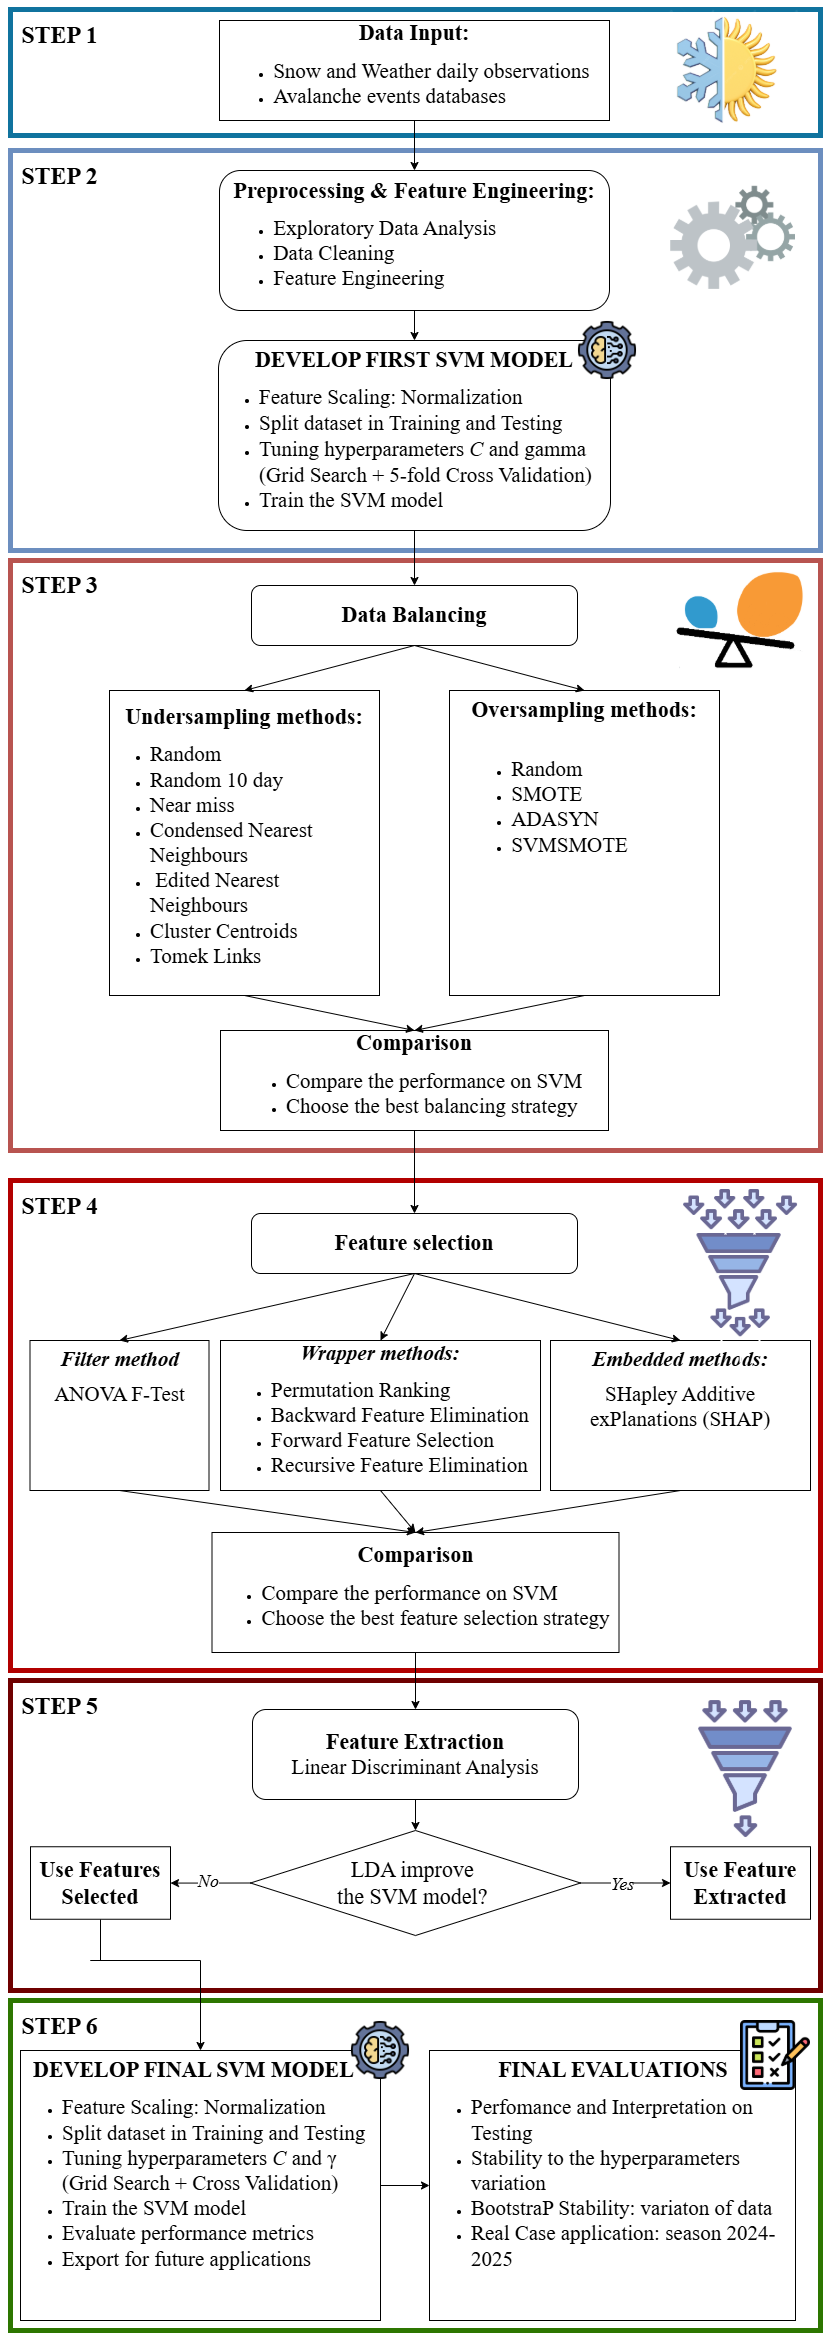 STEP 1
Data Input:
Snow and Weather daily observations
Avalanche events databases
STEP 2
Preprocessing & Feature Engineering:
Exploratory Data Analysis
Data Cleaning
Feature Engineering
DEVELOP FIRST SVM MODEL
Feature Scaling: Normalization
Split dataset in Training and Testing
Tuning hyperparameters C and gamma
(Grid Search + 5-fold Cross Validation)
Train the SVM model
STEP 3
Data Balancing
Undersampling methods:
Random
Random 10 day
Near miss
Condensed Nearest
Neighbours
Edited Nearest
Neighbours
Cluster Centroids
Tomek Links
Oversampling methods:
Random
SMOTE
ADASYN
SVMSMOTE
Comparison
Compare the performance on SVM
Choose the best balancing strategy
STEP 4
Feature selection
Filter method
ANOVA F-Test
Wrapper methods:
Permutation Ranking
Backward Feature Elimination
Forward Feature Selection
Recursive Feature Elimination
Embedded methods:
SHapley Additive
exPlanations (SHAP)
Comparison
Compare the performance on SVM
Choose the best feature selection strategy
STEP 5
Feature Extraction
Linear Discriminant Analysis
LDA improve
the SVM model?
No
Use Features
Selected
Yes
Use Feature
Extracted
STEP 6
DEVELOP FINAL SVM MODEL
Feature Scaling: Normalization
Split dataset in Training and Testing
Tuning hyperparameters C and γ
(Grid Search + Cross Validation)
Train the SVM model
Evaluate performance metrics
Export for future applications
FINAL EVALUATIONS
Perfomance and Interpretation on
Testing
Stability to the hyperparameters
variation
BootstraP Stability: variaton of data
Real Case application: season 2024-
2025